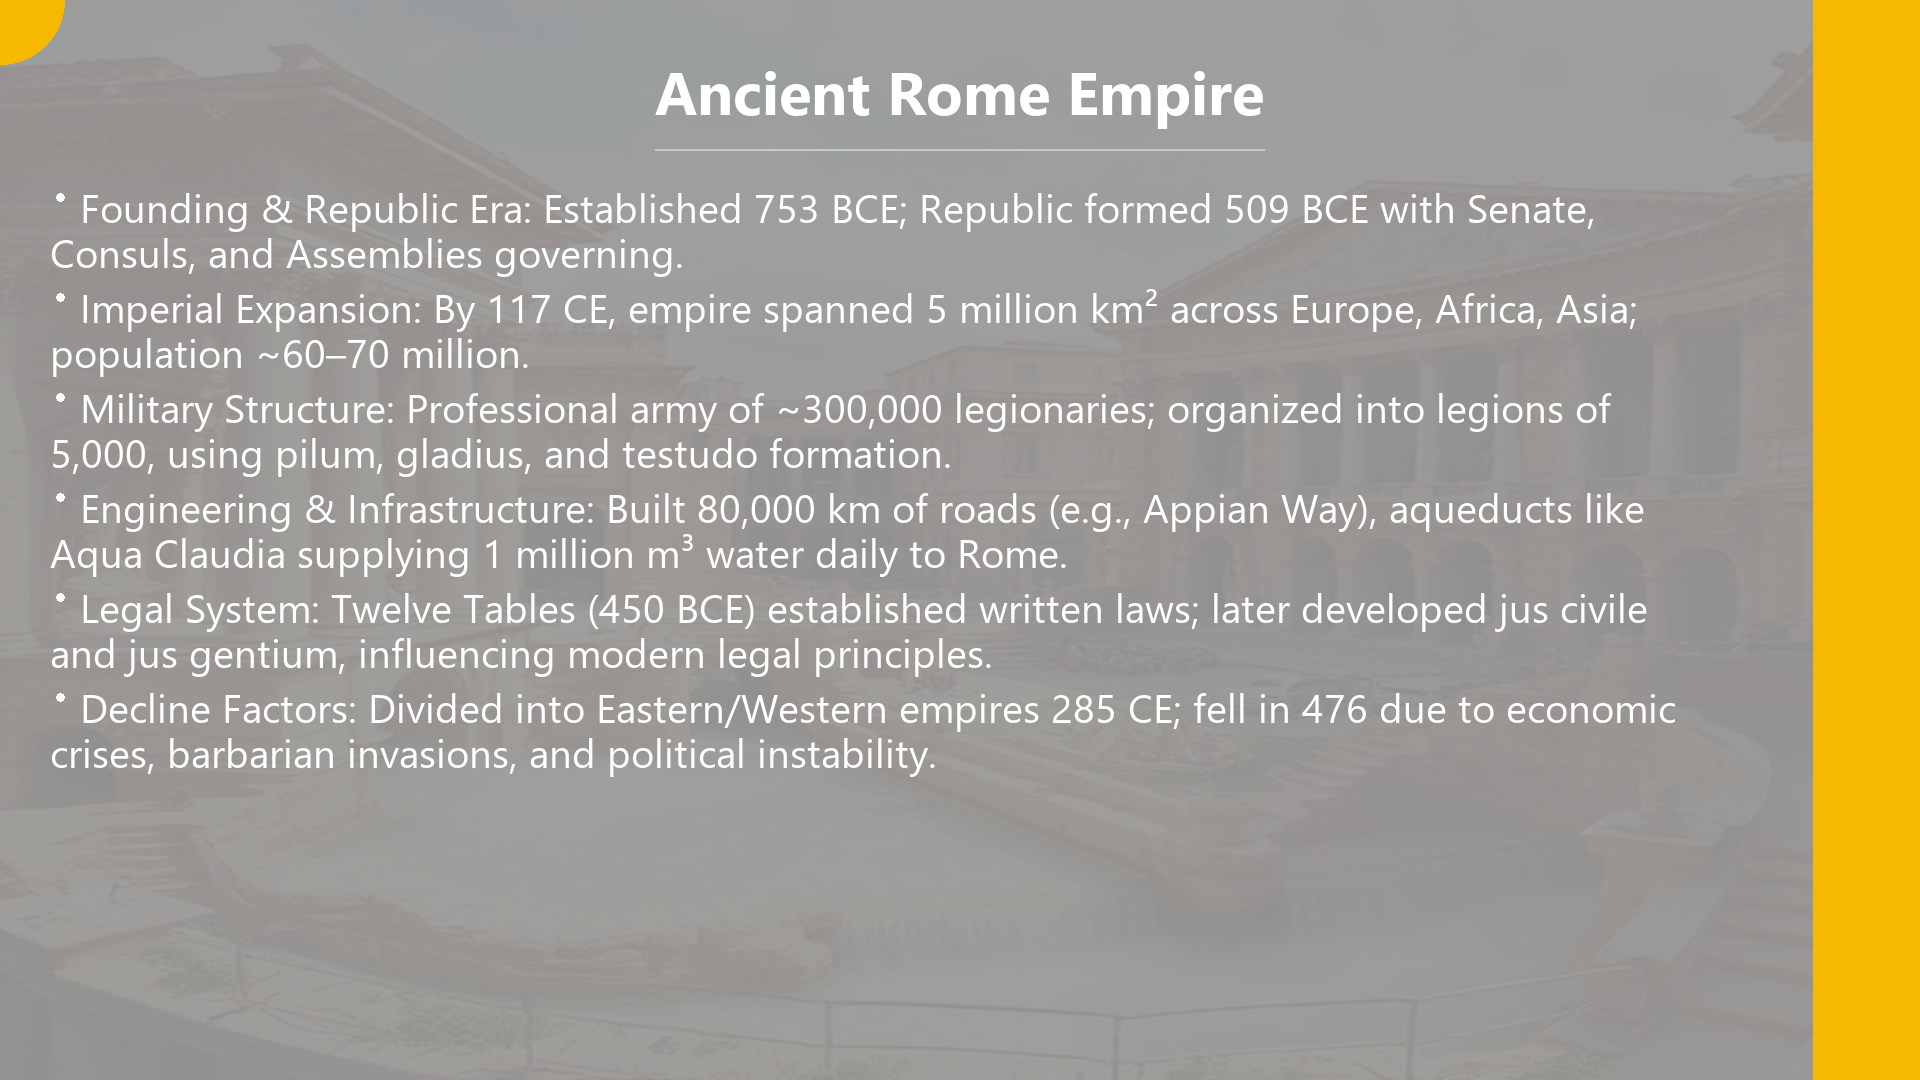 Ancient Rome Empire
• Founding & Republic Era: Established 753 BCE; Republic formed 509 BCE with Senate,
Consuls, and Assemblies governing.
• Imperial Expansion: By 117 CE, empire spanned 5 million km² across Europe, Africa, Asia;
population ~60–70 million.
• Military Structure: Professional army of ~300,000 legionaries; organized into legions of
5,000, using pilum, gladius, and testudo formation.
• Engineering & Infrastructure: Built 80,000 km of roads (e.g., Appian Way), aqueducts like
Aqua Claudia supplying 1 million m³ water daily to Rome.
• Legal System: Twelve Tables (450 BCE) established written laws; later developed jus civile
and jus gentium, influencing modern legal principles.
• Decline Factors: Divided into Eastern/Western empires 285 CE; fell in 476 due to economic
crises, barbarian invasions, and political instability.